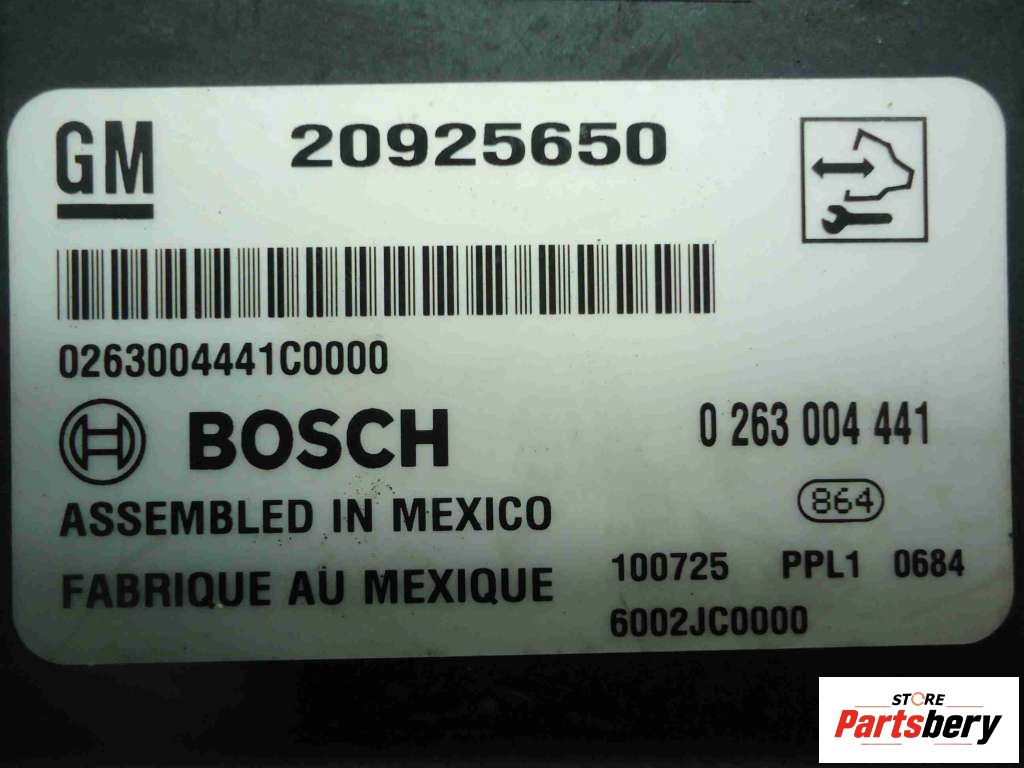 GM 20925650
0263004441C0000
BOSCH 0 263 004 441
864
ASSEMBLED IN MEXICO
FABRIQUE AU MEXIQUE
100725 PPL1 0684
6002JC0000
STORE
Partsbery